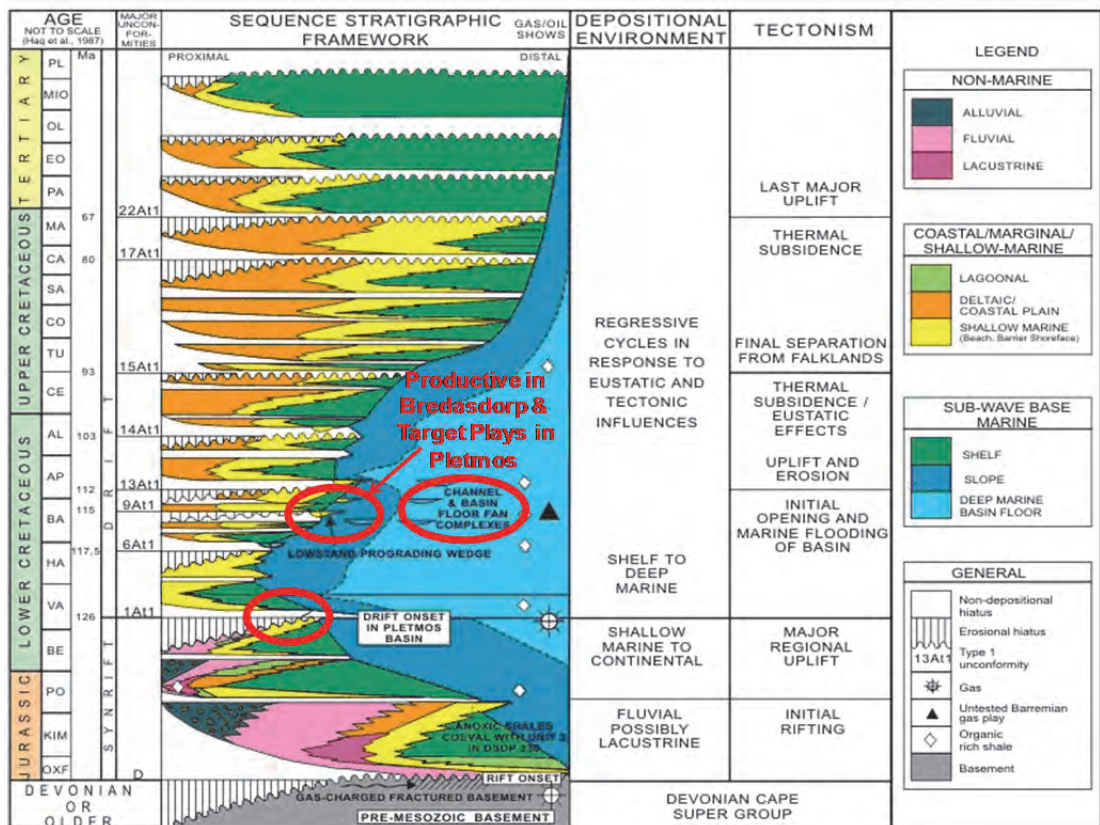 AGE
NOT TO SCALE
(Haq et al., 1987)
MAJOR
UNCON-
FOR-
MITIES
SEQUENCE STRATIGRAPHIC
FRAMEWORK
GAS/OIL
SHOWS
DEPOSITIONAL
ENVIRONMENT
TECTONISM
Ma
PROXIMAL
DISTAL
TERTIARY
PL
MIO
OL
EO
PA
UPPER CRETACEOUS
MA
CA
SA
CO
TU
CE
LOWER CRETACEOUS
AL
AP
BA
HA
VA
BE
JURASSIC
PO
KIM
OXF
DEVONIAN
OR
OLDER
67
80
93
103
112
115
117,5
126
DRIFT
SYNRIFT
22At1
17At1
15At1
14At1
13At1
9At1
6At1
1At1
D
Productive in
Bredasdorp &
Target Plays in
Pletmos
CHANNEL
& BASIN
FLOOR FAN
COMPLEXES
LOWSTAND PROGRADING WEDGE
DRIFT ONSET
IN PLETMOS
BASIN
ANOXIC SHALES
COEVAL WITH UNIT 3
IN DSDP 330
RIFT ONSET
GAS-CHARGED FRACTURED BASEMENT
PRE-MESOZOIC BASEMENT
REGRESSIVE
CYCLES IN
RESPONSE TO
EUSTATIC AND
TECTONIC
INFLUENCES
SHELF TO
DEEP
MARINE
SHALLOW
MARINE TO
CONTINENTAL
FLUVIAL
POSSIBLY
LACUSTRINE
LAST MAJOR
UPLIFT
THERMAL
SUBSIDENCE
FINAL SEPARATION
FROM FALKLANDS
THERMAL
SUBSIDENCE /
EUSTATIC
EFFECTS
UPLIFT AND
EROSION
INITIAL
OPENING AND
MARINE FLOODING
OF BASIN
MAJOR
REGIONAL
UPLIFT
INITIAL
RIFTING
DEVONIAN CAPE
SUPER GROUP
LEGEND
NON-MARINE
ALLUVIAL
FLUVIAL
LACUSTRINE
COASTAL/MARGINAL/
SHALLOW-MARINE
LAGOONAL
DELTAIC/
COASTAL PLAIN
SHALLOW MARINE
(Beach, Barrier Shoreface)
SUB-WAVE BASE
MARINE
SHELF
SLOPE
DEEP MARINE
BASIN FLOOR
GENERAL
Non-depositional
hiatus
Erosional hiatus
13At1
Type 1
unconformity
Gas
Untested Barremian
gas play
Organic
rich shale
Basement